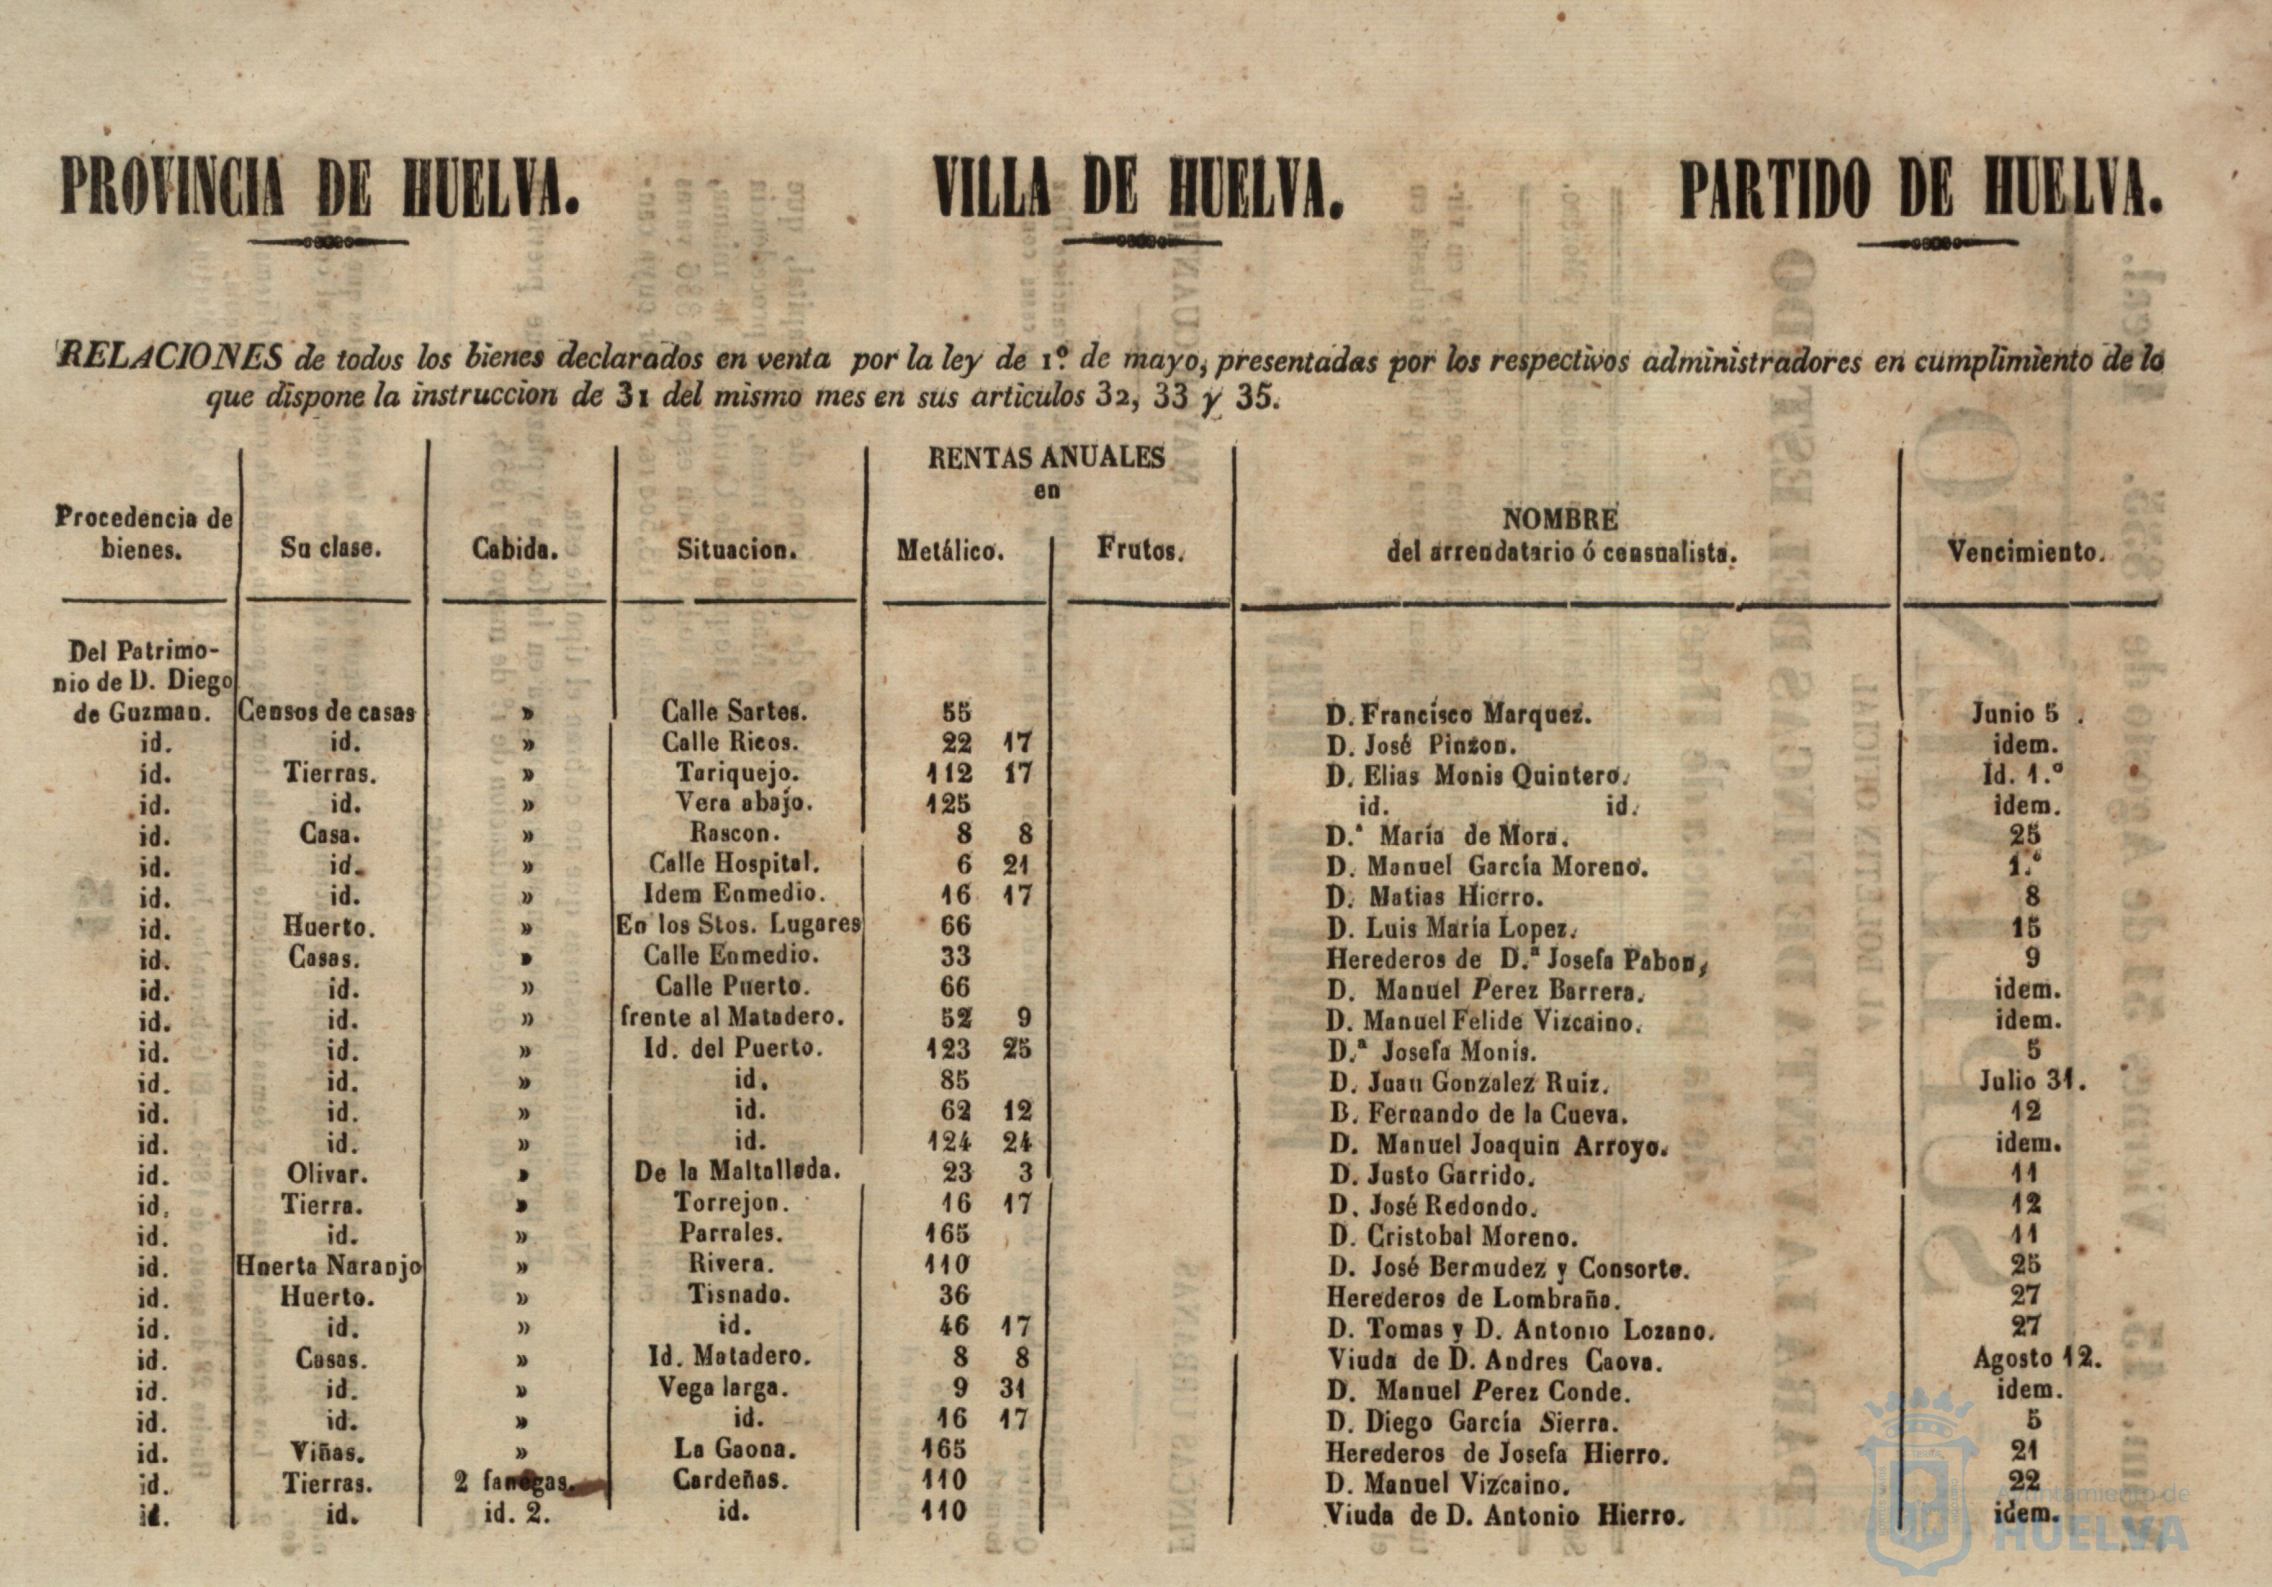 PROVINCIA DE HUELVA. VILLA DE HUELVA. PARTIDO DE HUELVA.
RELACIONES de todos los bienes declarados en venta por la ley de 1.º de mayo, presentadas por los respectivos administradores en cumplimiento de lo
que dispone la instruccion de 31 del mismo mes en sus articulos 32, 33 y 35.
RENTAS ANUALES
en
Procedencia de
bienes. Su clase. Cabida. Situacion. Metálico. Frutos. NOMBRE
del arrendatario ó censualista. Vencimiento.
Del Patrimo-
nio de D. Diego
de Guzman. Censos de casas » Calle Sartes. 55 D. Francisco Marquez. Junio 5.
id. id. » Calle Ricos. 22 17 D. José Pinzon. idem.
id. Tierras. » Tariquejo. 112 17 D. Elias Monis Quintero. Id. 1.º
id. id. » Vera abajo. 125 id. id. idem.
id. Casa. » Rascon. 8 8 D.ª María de Mora. 25
id. id. » Calle Hospital. 6 21 D. Manuel García Moreno. 1.º
id. id. » Idem Enmedio. 16 17 D. Matias Hierro. 8
id. Huerto. » En los Stos. Lugares 66 D. Luis María Lopez. 15
id. Casas. » Calle Enmedio. 33 Herederos de D.ª Josefa Pabon, 9
id. id. » Calle Puerto. 66 D. Manuel Perez Barrera. idem.
id. id. » frente al Matadero. 52 9 D. Manuel Felide Vizcaino. idem.
id. id. » Id. del Puerto. 123 25 D.ª Josefa Monis. 5
id. id. » id. 85 D. Juan Gonzalez Ruiz. Julio 31.
id. id. » id. 62 12 D. Fernando de la Cueva. 12
id. id. » id. 124 24 D. Manuel Joaquin Arroyo. idem.
id. Olivar. » De la Maltallada. 23 3 D. Justo Garrido. 11
id. Tierra. » Torrejon. 16 17 D. José Redondo. 12
id. id. » Parrales. 165 D. Cristobal Moreno. 11
id. Huerta Naranjo » Rivera. 110 D. José Bermudez y Consorte. 25
id. Huerto. » Tisnado. 36 Herederos de Lombraña. 27
id. id. » id. 46 17 D. Tomas y D. Antonio Lozano. 27
id. Casas. » Id. Matadero. 8 8 Viuda de D. Andres Caova. Agosto 12.
id. id. » Vega larga. 9 31 D. Manuel Perez Conde. idem.
id. id. » id. 16 17 D. Diego García Sierra. 5
id. Viñas. » La Gaona. 165 Herederos de Josefa Hierro. 21
id. Tierras. 2 fanegas. Cardeñas. 110 D. Manuel Vizcaino. 22
id. id. id. 2. id. 110 Viuda de D. Antonio Hierro. idem.
Ayuntamiento de
HUELVA